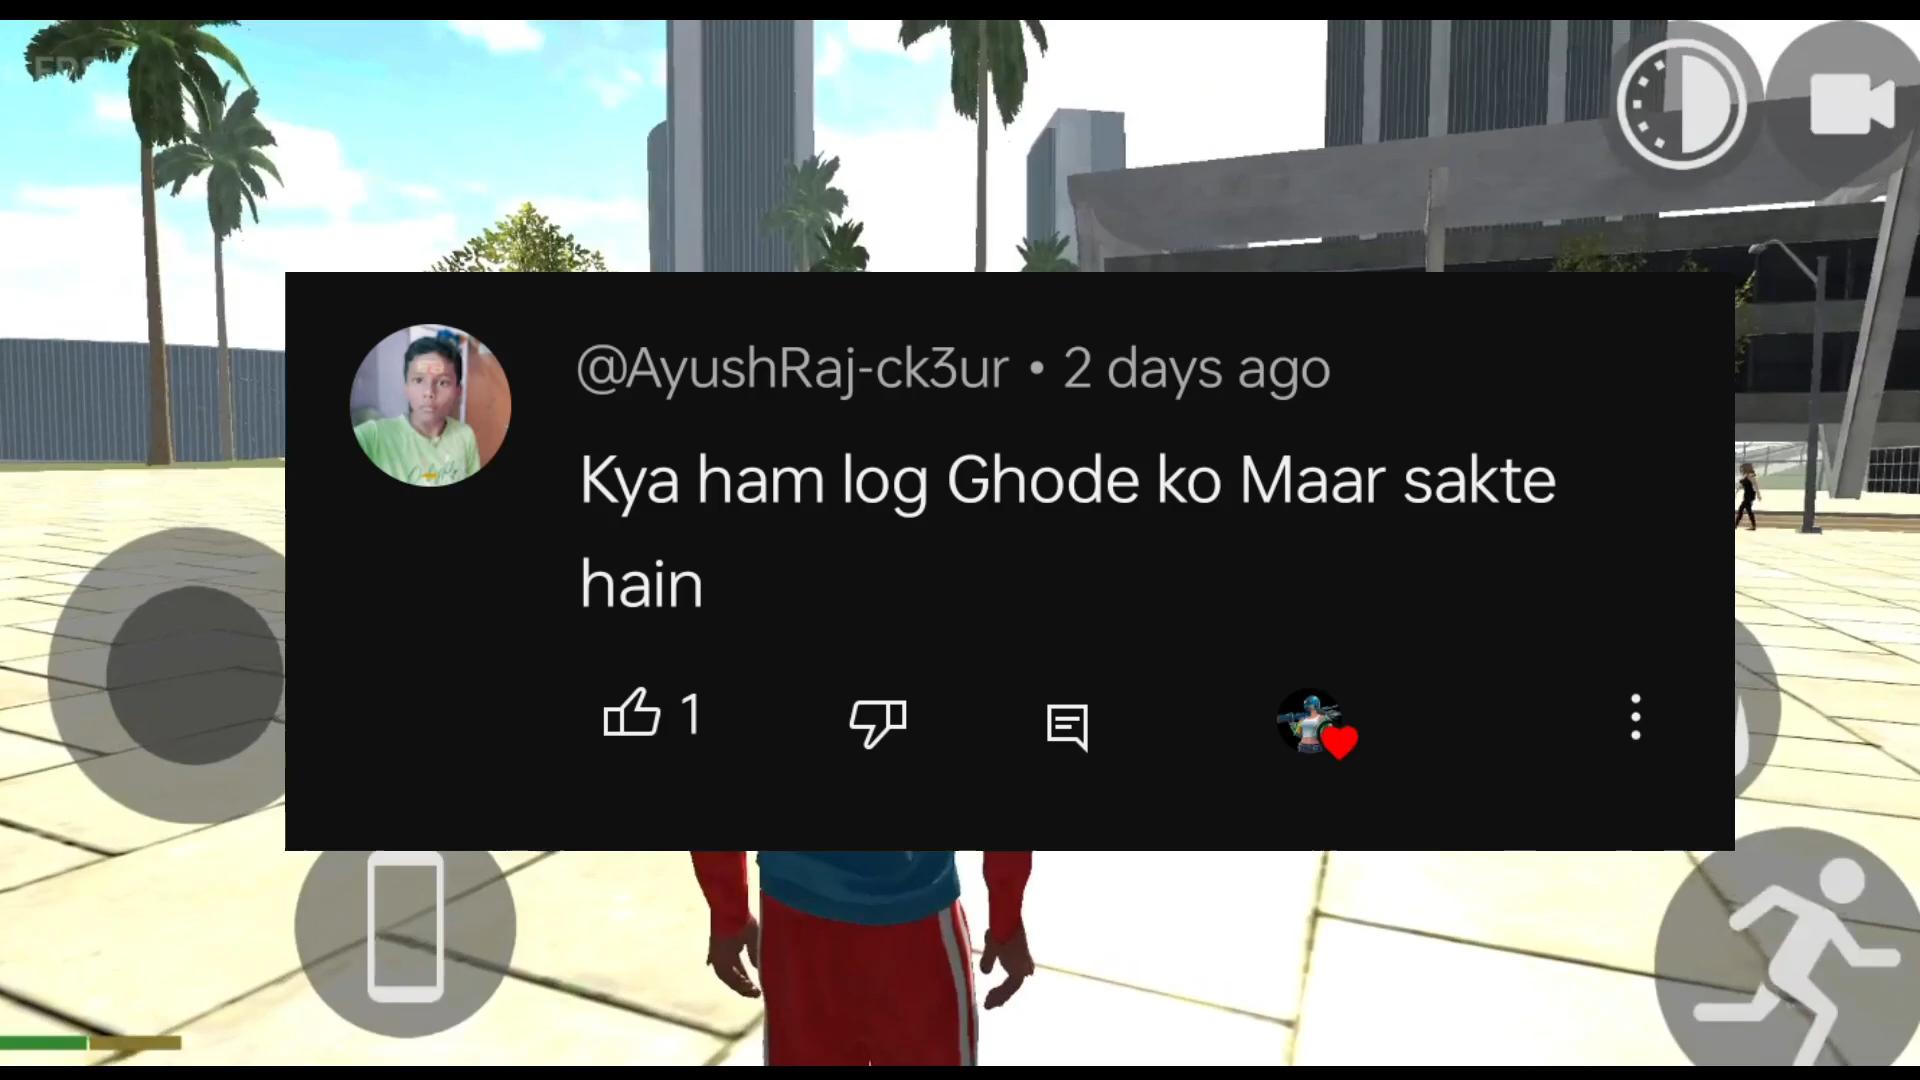 @AyushRaj-ck3ur • 2 days ago
Kya ham log Ghode ko Maar sakte
hain
1